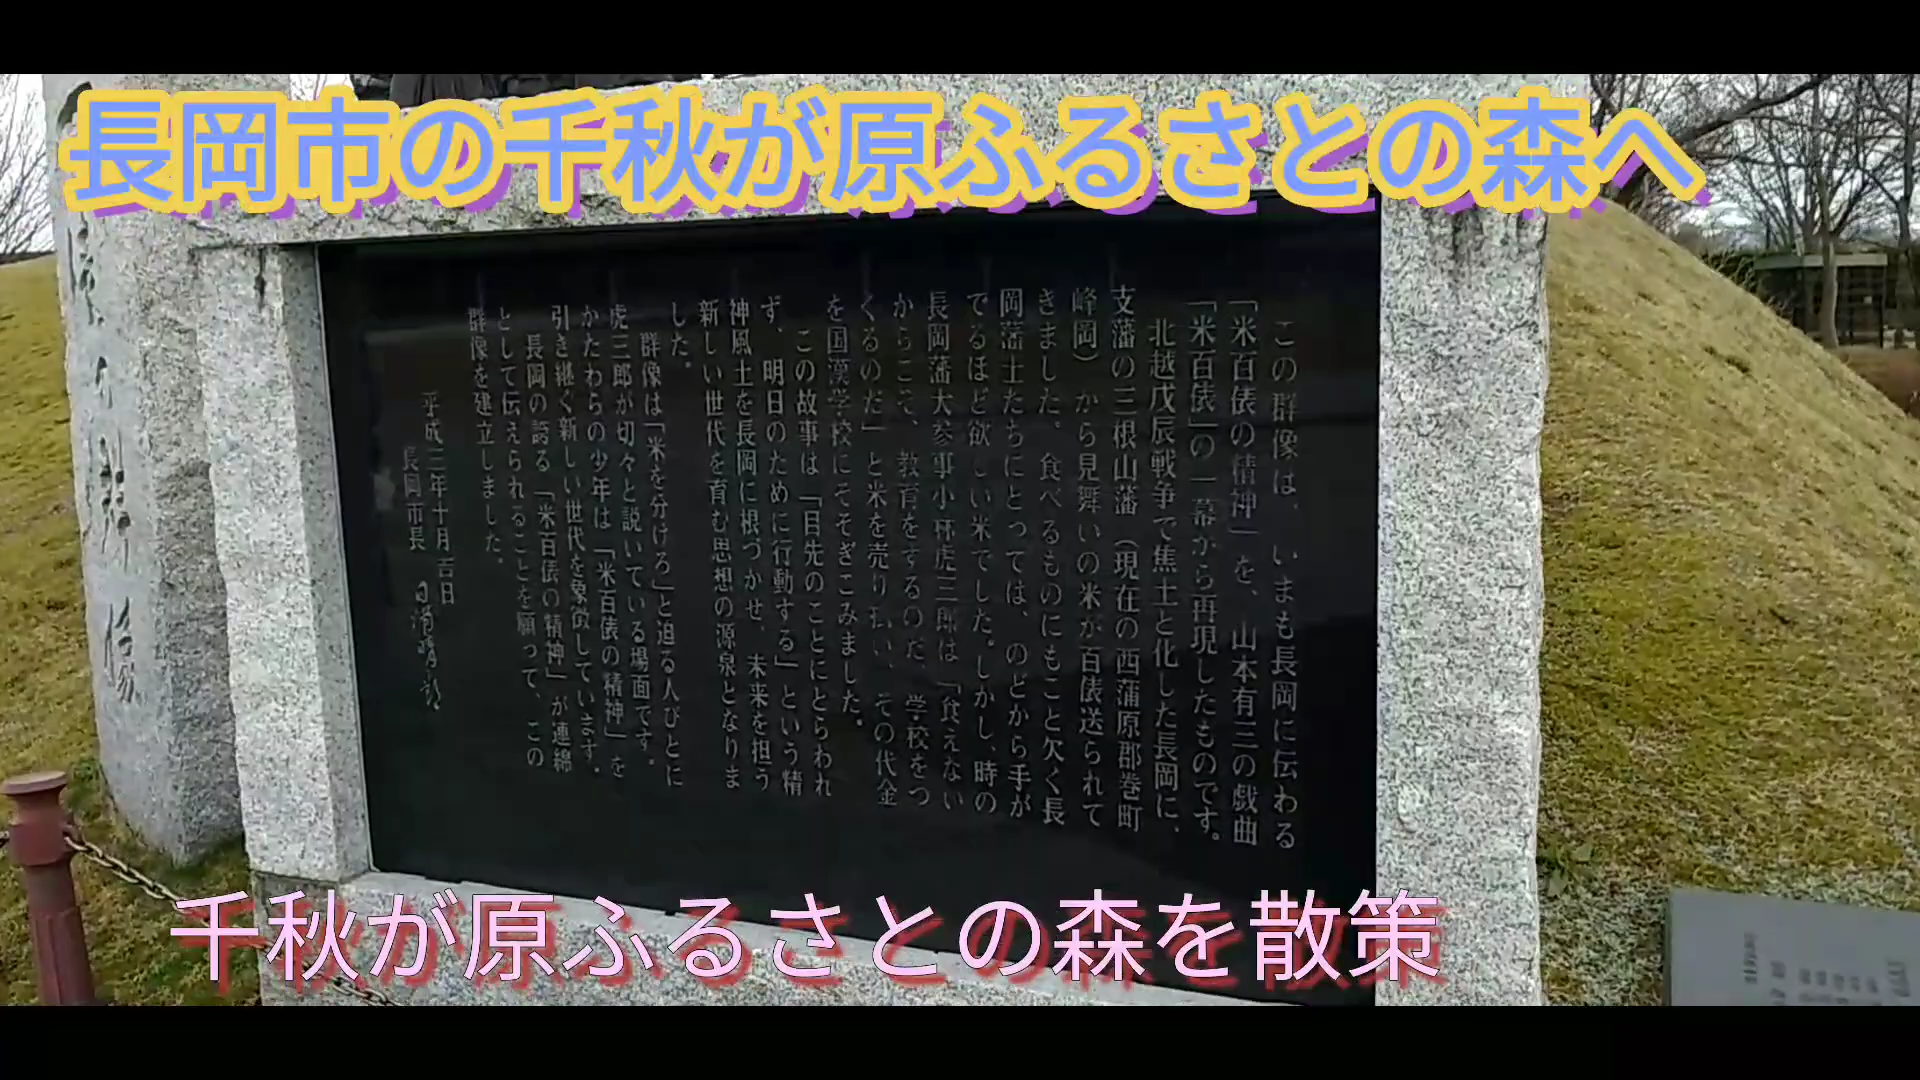 長岡市の千秋が原ふるさとの森へ
この群像は、いまも長岡に伝わる
「米百俵の精神」を、山本有三の戯曲
「米百俵」の一幕から再現したものです。
北越戊辰戦争で焦土と化した長岡に、
支藩の三根山藩（現在の西蒲原郡巻町
峰岡）から見舞いの米が百俵送られて
きました。食べるものにもこと欠く長
岡藩士たちにとっては、のどから手が
でるほど欲しい米でした。しかし、時の
長岡藩大参事小林虎三郎は「食えない
からこそ、教育をするのだ、学校をつ
くるのだ」と米を売り払い、その代金
を国漢学校にそそぎこみました。
この故事は「目先のことにとらわれ
ず、明日のために行動する」という精
神風土を長岡に根づかせ、未来を担う
新しい世代を育む思想の源泉となりま
した。
群像は「米を分けろ」と迫る人びとに
虎三郎が切々と説いている場面です。
かたわらの少年は「米百俵の精神」を
引き継ぐ新しい世代を象徴しています。
長岡の誇る「米百俵の精神」が連綿
として伝えられることを願って、この
群像を建立しました。
平成三年十月吉日
長岡市長 日浦晴三郎
の群像
千秋が原ふるさとの森を散策